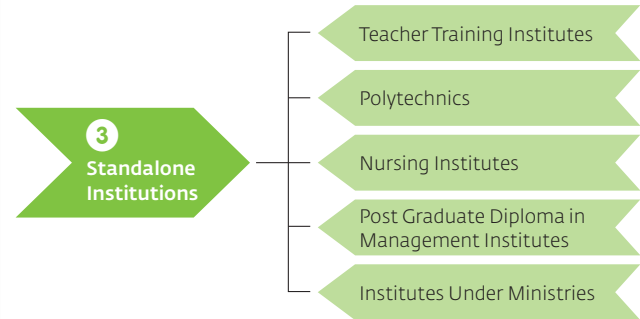 3
Standalone
Institutions
Teacher Training Institutes
Polytechnics
Nursing Institutes
Post Graduate Diploma in
Management Institutes
Institutes Under Ministries